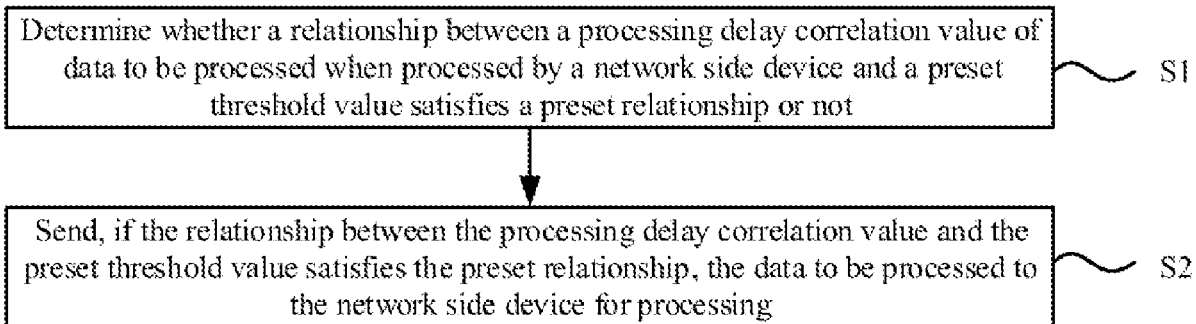 Determine whether a relationship between a processing delay correlation value of
data to be processed when processed by a network side device and a preset
threshold value satisfies a preset relationship or not
S1
Send, if the relationship between the processing delay correlation value and the
preset threshold value satisfies the preset relationship, the data to be processed to
the network side device for processing
S2